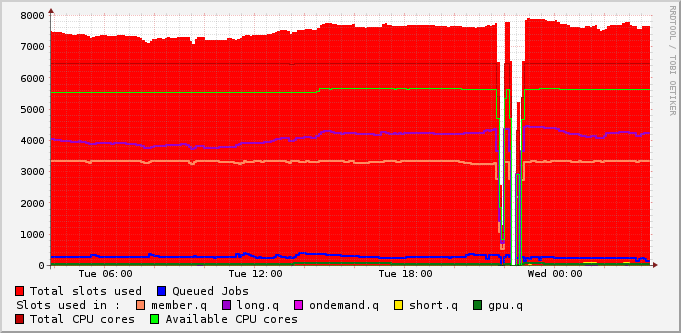 8000
7000
6000
5000
4000
3000
2000
1000
0
Tue 06:00 Tue 12:00 Tue 18:00 Wed 00:00
Total slots used Queued Jobs
Slots used in : member.q long.q ondemand.q short.q gpu.q
Total CPU cores Available CPU cores
RRDTOOL / TOBI OETIKER